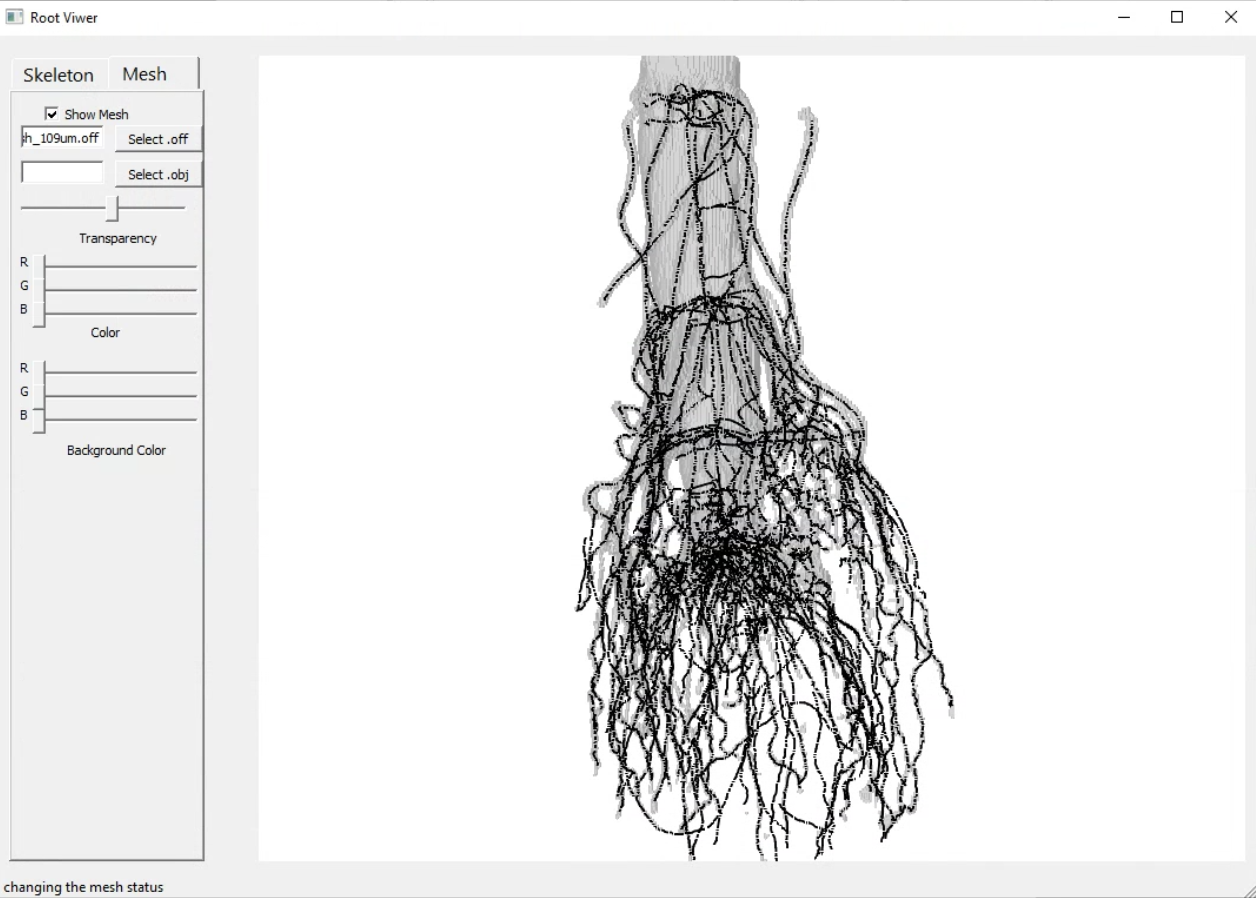 Root Viwer
Skeleton
Mesh
Show Mesh
h_109um.off
Select .off
Select .obj
Transparency
R
G
B
Color
R
G
B
Background Color
changing the mesh status